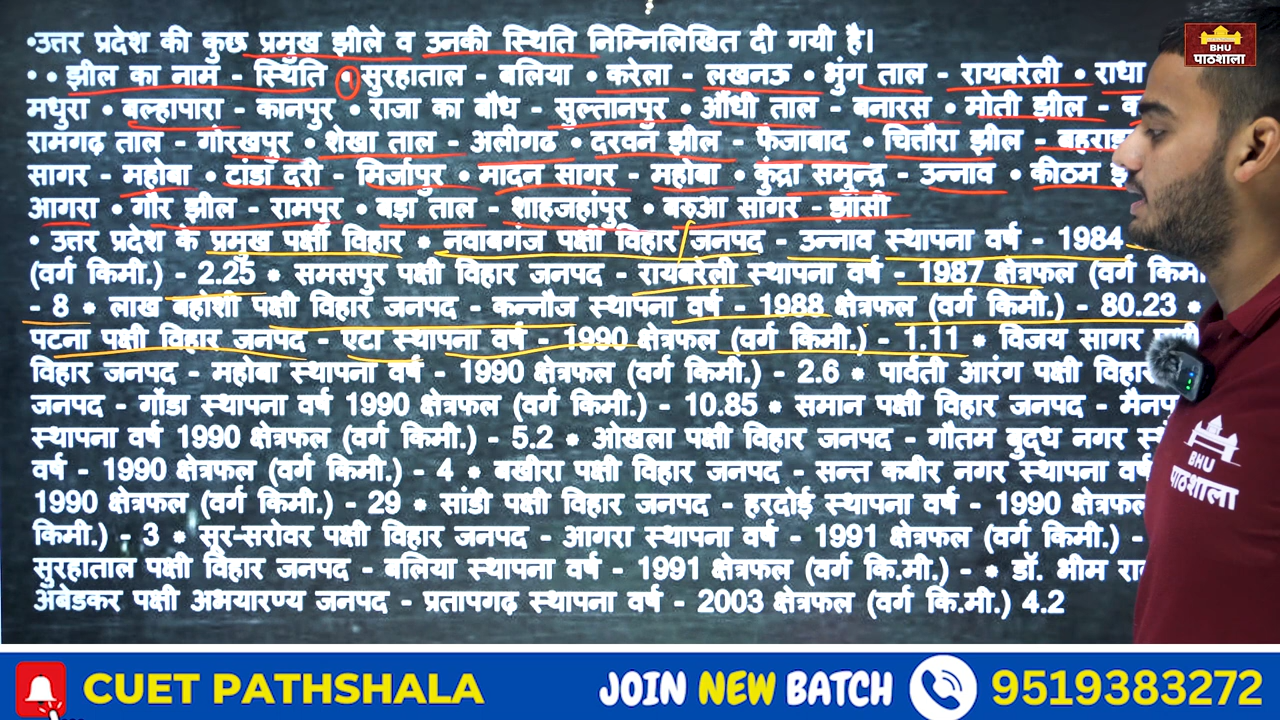 •उत्तर प्रदेश की कुछ प्रमुख झीले व उनकी स्थिति निम्निलिखित दी गयी है।
• • झील का नाम - स्थिति • सुरहाताल - बलिया • करेला - लखनऊ • भुंग ताल - रायबरेली • राधा
मधुरा • बल्हापारा - कानपुर • राजा का बौध - सुल्तानपुर • औंधी ताल - बनारस • मोती झील -
रामगढ़ ताल - गोरखपुर • शेखा ताल - अलीगढ • दरवन झील - फैजाबाद • चित्तौरा झील -
सागर - महोबा • टांडा दरी - मिर्जापुर • मादन सागर - महोबा • कुंद्रा समुन्द्र - उन्नाव • कीठम
आगरा • गौर झील - रामपुर • बड़ा ताल - शाहजहांपुर • बरुआ सागर - झांसी
• उत्तर प्रदेश के प्रमुख पक्षी विहार * नवाबगंज पक्षी विहार जनपद - उन्नाव स्थापना वर्ष - 1984
(वर्ग किमी.) - 2.25 * समसपुर पक्षी विहार जनपद - रायबरेली स्थापना वर्ष - 1987 क्षेत्रफल (वर्ग किमी
- 8 * लाख बहाशी पक्षी विहार जनपद - कन्नौज स्थापना वर्ष - 1988 क्षेत्रफल (वर्ग किमी.) - 80.23 *
पटना पक्षी विहार जनपद - एटा स्थापना वर्ष - 1990 क्षेत्रफल (वर्ग किमी.) - 1.11 * विजय सागर
विहार जनपद - महोबा स्थापना वर्ष - 1990 क्षेत्रफल (वर्ग किमी.) - 2.6 * पार्वती आरंग पक्षी विहार
जनपद - गोंडा स्थापना वर्ष 1990 क्षेत्रफल (वर्ग किमी.) - 10.85 * समान पक्षी विहार जनपद -
स्थापना वर्ष 1990 क्षेत्रफल (वर्ग किमी.) - 5.2 * ओखला पक्षी विहार जनपद - गौतम बुद्ध नगर
वर्ष - 1990 क्षेत्रफल (वर्ग किमी.) - 4 * बखीरा पक्षी विहार जनपद - सन्त कबीर नगर स्थापना वर्ष
1990 क्षेत्रफल (वर्ग किमी.) - 29 * सांडी पक्षी विहार जनपद - हरदोई स्थापना वर्ष - 1990 क्षेत्रफल
किमी.) - 3 * सूर-सरोवर पक्षी विहार जनपद - आगरा स्थापना वर्ष - 1991 क्षेत्रफल (वर्ग किमी.) -
सुरहाताल पक्षी विहार जनपद - बलिया स्थापना वर्ष - 1991 क्षेत्रफल (वर्ग कि.मी.) - * डॉ. भीम
अंबेडकर पक्षी अभयारण्य जनपद - प्रतापगढ़ स्थापना वर्ष - 2003 क्षेत्रफल (वर्ग कि.मी.) 4.2
BHU
पाठशाला
BHU
पाठशाला
CUET PATHSHALA JOIN NEW BATCH 9519383272